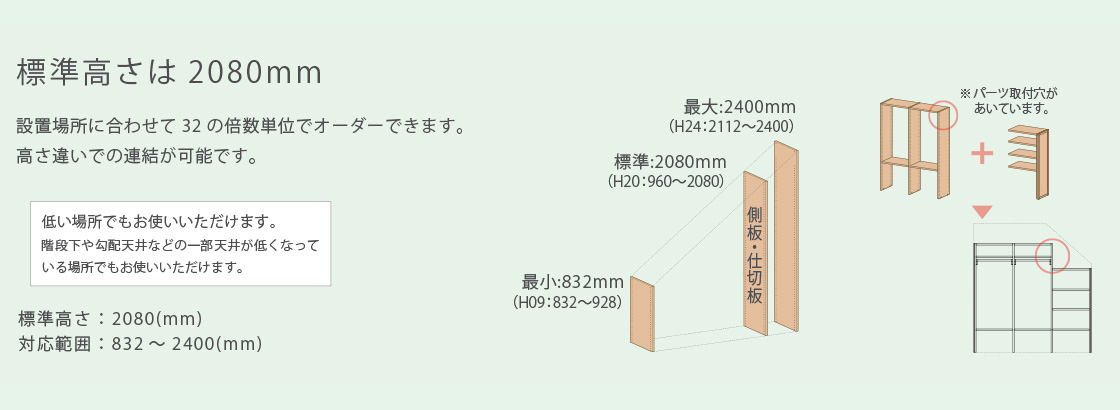 標準高さは 2080mm
設置場所に合わせて 32 の倍数単位でオーダーできます。
高さ違いでの連結が可能です。
低い場所でもお使いいただけます。
階段下や勾配天井などの一部天井が低くなって
いる場所でもお使いいただけます。
標準高さ：2080(mm)
対応範囲：832 〜 2400(mm)
最大:2400mm
（H24：2112〜2400）
標準:2080mm
（H20：960〜2080）
側板・仕切板
最小:832mm
（H09：832〜928）
※パーツ取付穴が
あいています。